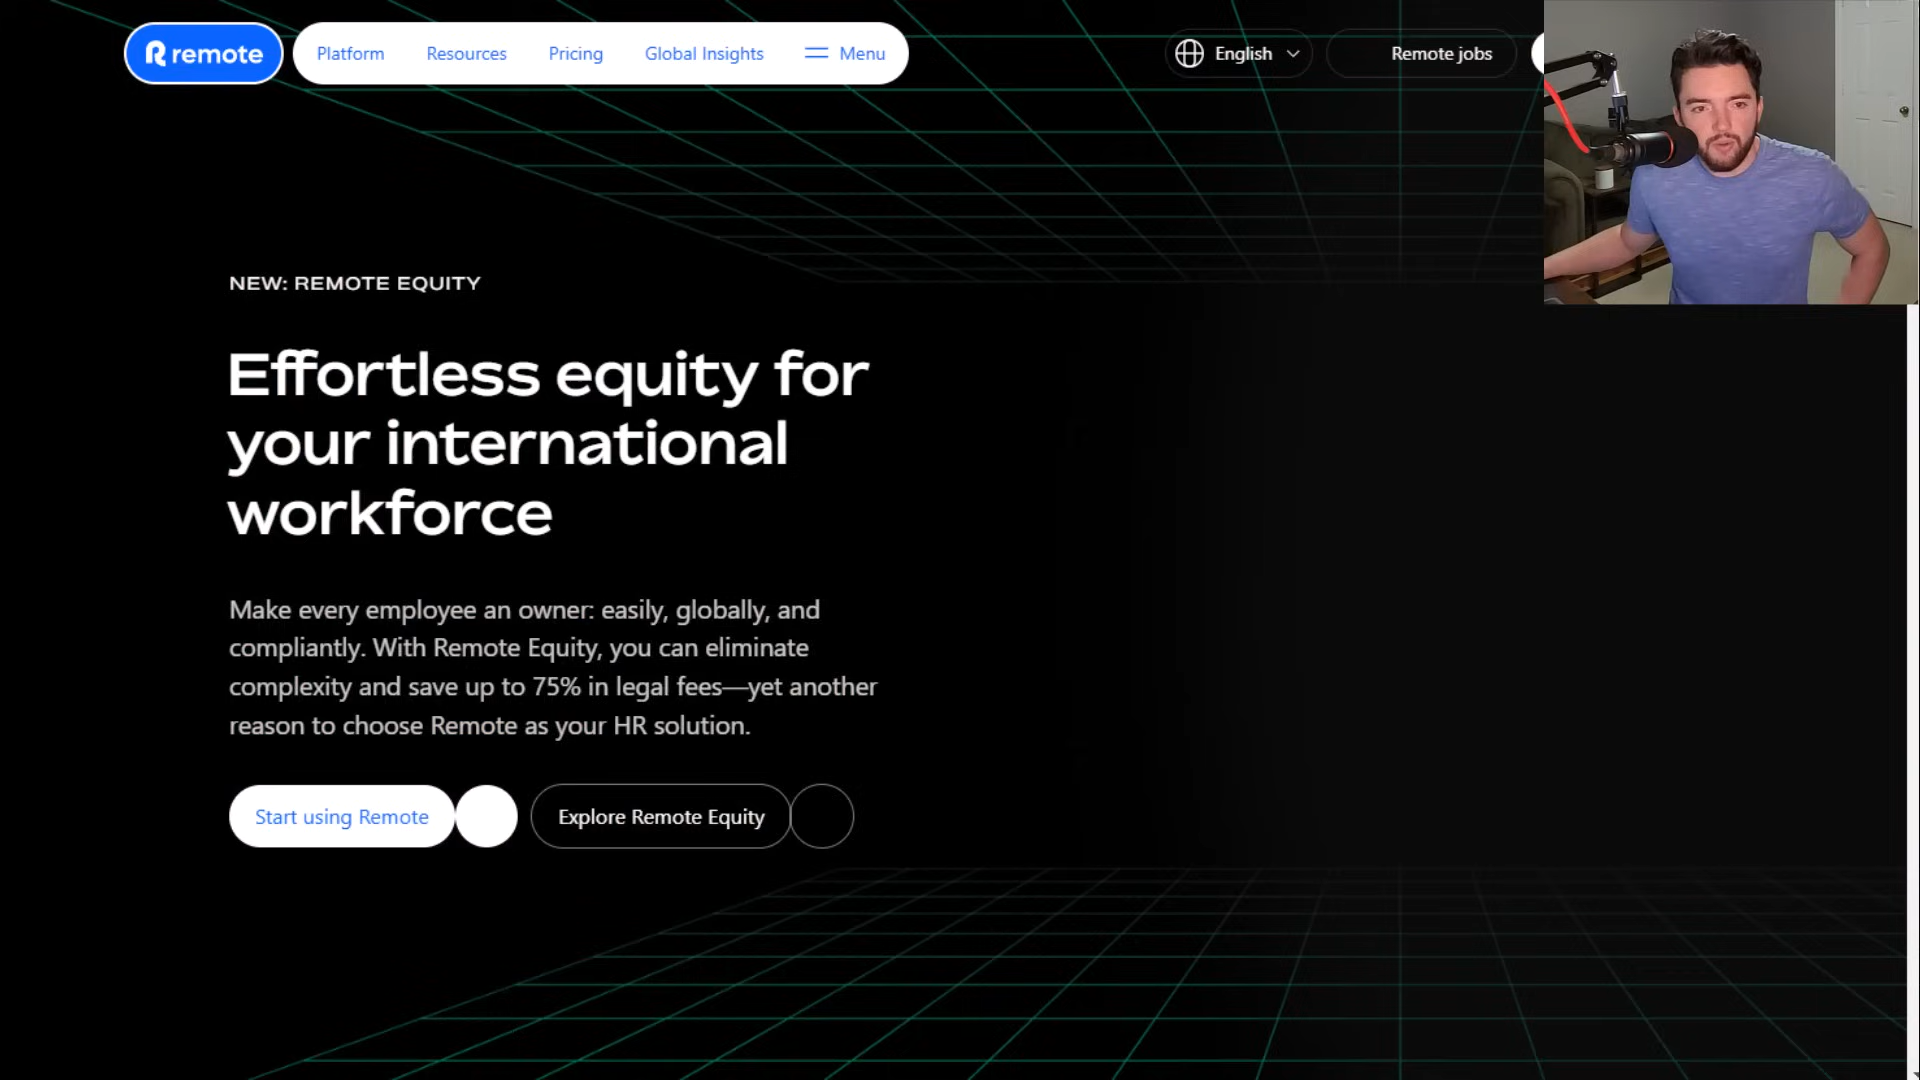 remote
Platform
Resources
Pricing
Global Insights
Menu
English
Remote jobs
NEW: REMOTE EQUITY
Effortless equity for
your international
workforce
Make every employee an owner: easily, globally, and
compliantly. With Remote Equity, you can eliminate
complexity and save up to 75% in legal fees—yet another
reason to choose Remote as your HR solution.
Start using Remote
Explore Remote Equity